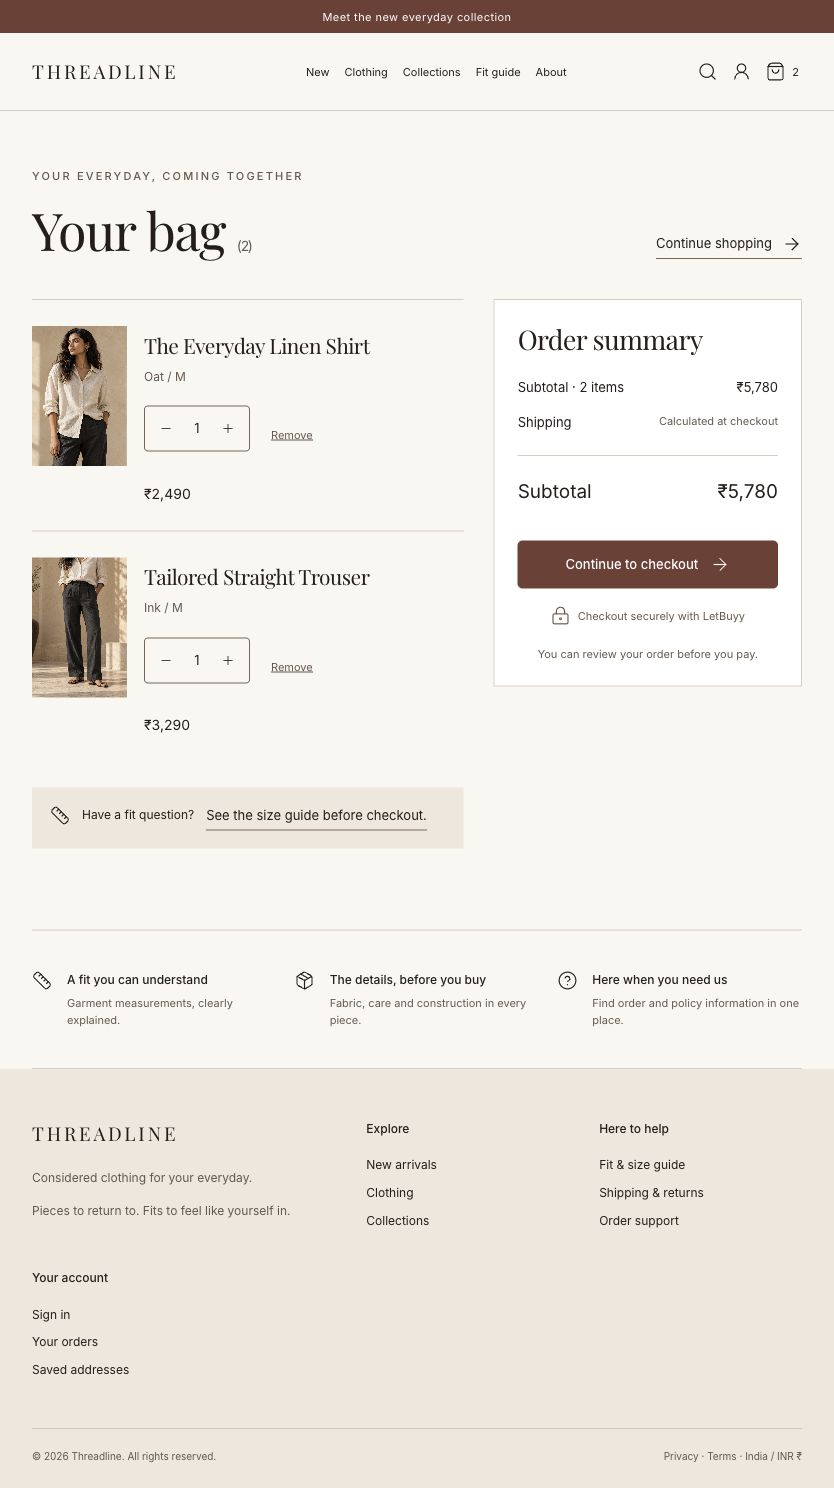 Meet the new everyday collection
THREADLINE
New Clothing Collections Fit guide About
2
YOUR EVERYDAY, COMING TOGETHER
Your bag (2)
Continue shopping →
The Everyday Linen Shirt
Oat / M
− 1 +
Remove
₹2,490
Tailored Straight Trouser
Ink / M
− 1 +
Remove
₹3,290
Have a fit question? See the size guide before checkout.
Order summary
Subtotal · 2 items ₹5,780
Shipping Calculated at checkout
Subtotal ₹5,780
Continue to checkout →
Checkout securely with LetBuyy
You can review your order before you pay.
A fit you can understand
Garment measurements, clearly
explained.
The details, before you buy
Fabric, care and construction in every
piece.
Here when you need us
Find order and policy information in one
place.
THREADLINE
Considered clothing for your everyday.
Pieces to return to. Fits to feel like yourself in.
Explore
New arrivals
Clothing
Collections
Here to help
Fit & size guide
Shipping & returns
Order support
Your account
Sign in
Your orders
Saved addresses
© 2026 Threadline. All rights reserved.
Privacy · Terms · India / INR ₹